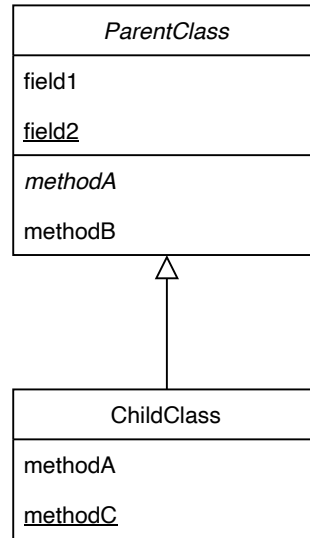 ParentClass
field1
field2
methodA
methodB
ChildClass
methodA
methodC